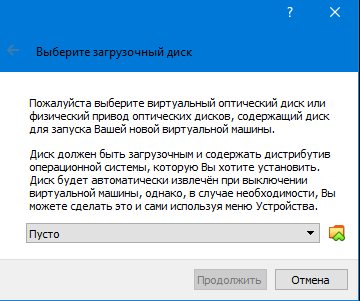 ?
Выберите загрузочный диск
Пожалуйста выберите виртуальный оптический диск или
физический привод оптических дисков, содержащий диск
для запуска Вашей новой виртуальной машины.
Диск должен быть загрузочным и содержать дистрибутив
операционной системы, которую Вы хотите установить.
Диск будет автоматически извлечён при выключении
виртуальной машины, однако, в случае необходимости, Вы
можете сделать это и сами используя меню Устройства.
Пусто
Продолжить Отмена